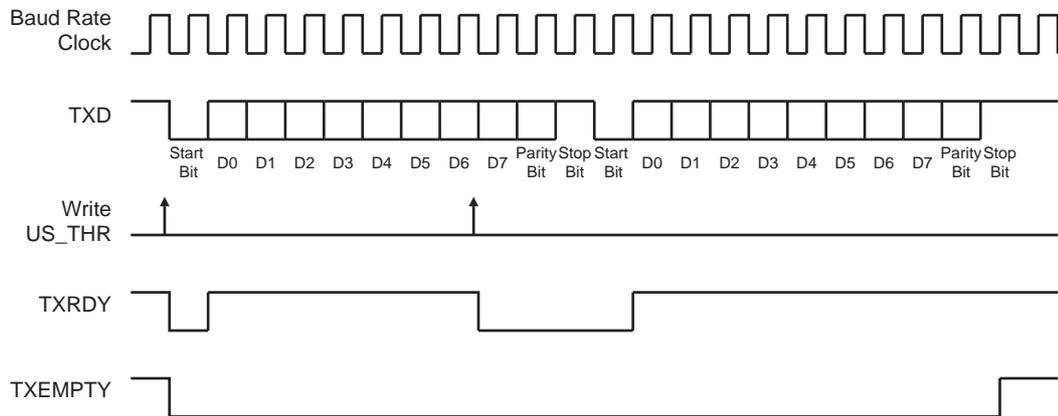 Baud Rate
Clock
TXD
Start
Bit
D0
D1
D2
D3
D4
D5
D6
D7
Parity
Bit
Stop
Bit
Start
Bit
D0
D1
D2
D3
D4
D5
D6
D7
Parity
Bit
Stop
Bit
Write
US_THR
TXRDY
TXEMPTY